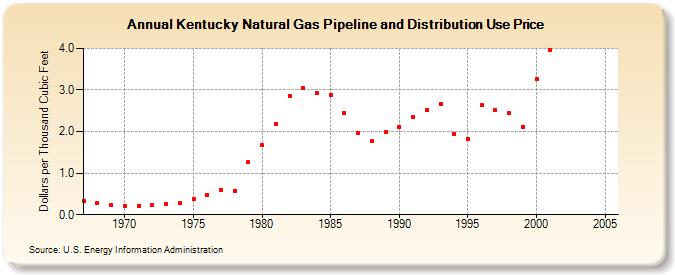 Annual Kentucky Natural Gas Pipeline and Distribution Use Price
Dollars per Thousand Cubic Feet
4.0
3.0
2.0
1.0
0.0
1970 1975 1980 1985 1990 1995 2000 2005
Source: U.S. Energy Information Administration